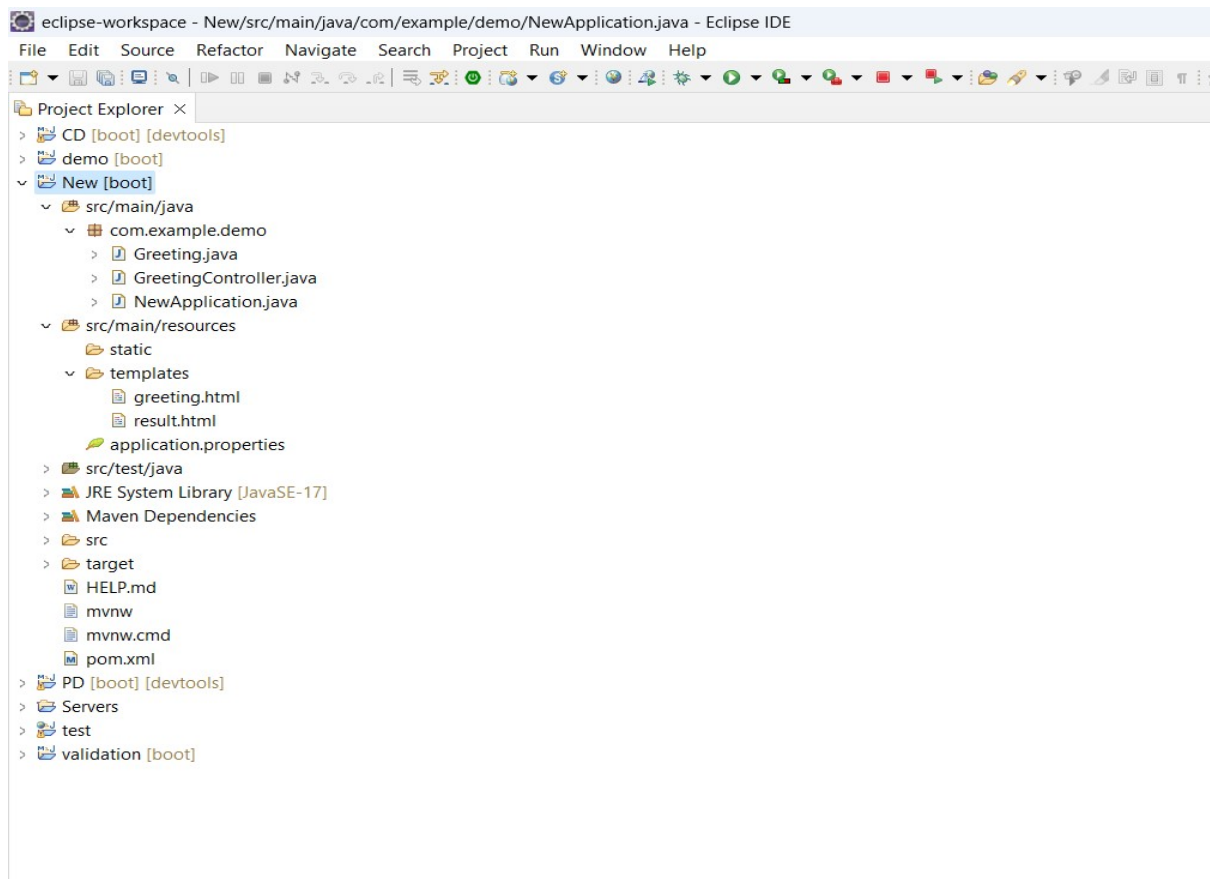 eclipse-workspace - New/src/main/java/com/example/demo/NewApplication.java - Eclipse IDE
File Edit Source Refactor Navigate Search Project Run Window Help
Project Explorer
CD [boot] [devtools]
demo [boot]
New [boot]
src/main/java
com.example.demo
Greeting.java
GreetingController.java
NewApplication.java
src/main/resources
static
templates
greeting.html
result.html
application.properties
src/test/java
JRE System Library [JavaSE-17]
Maven Dependencies
src
target
HELP.md
mvnw
mvnw.cmd
pom.xml
PD [boot] [devtools]
Servers
test
validation [boot]